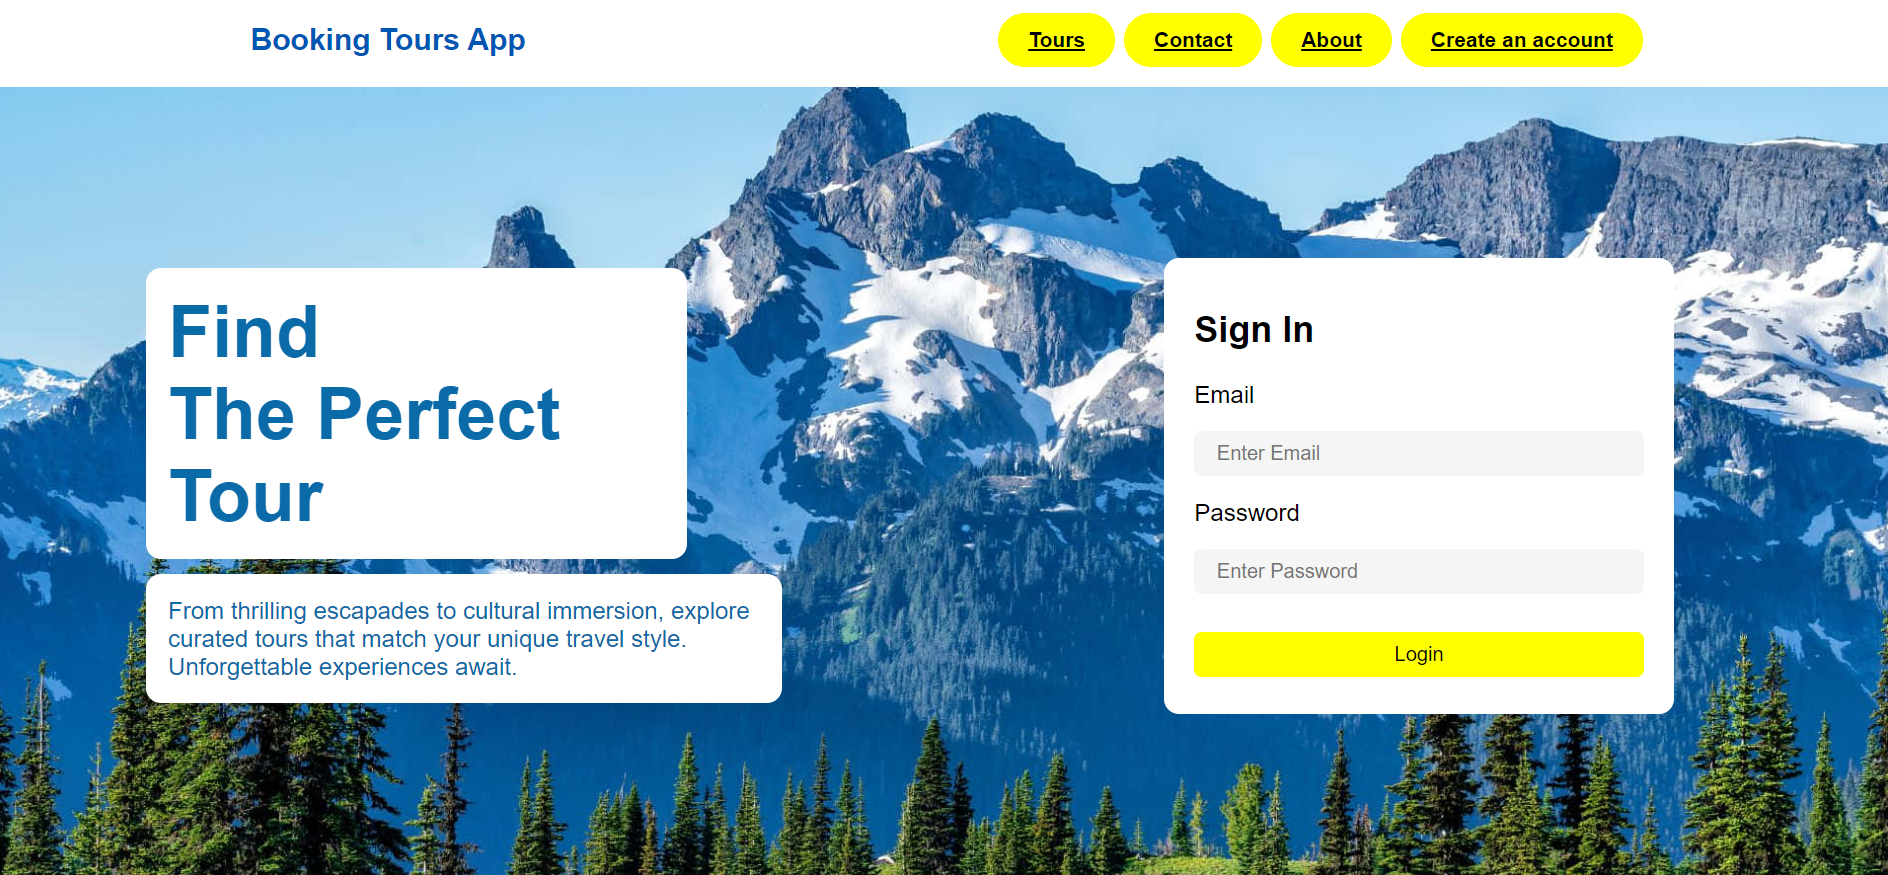 Booking Tours App
Tours
Contact
About
Create an account
Find
The Perfect
Tour
From thrilling escapades to cultural immersion, explore
curated tours that match your unique travel style.
Unforgettable experiences await.
Sign In
Email
Enter Email
Password
Enter Password
Login